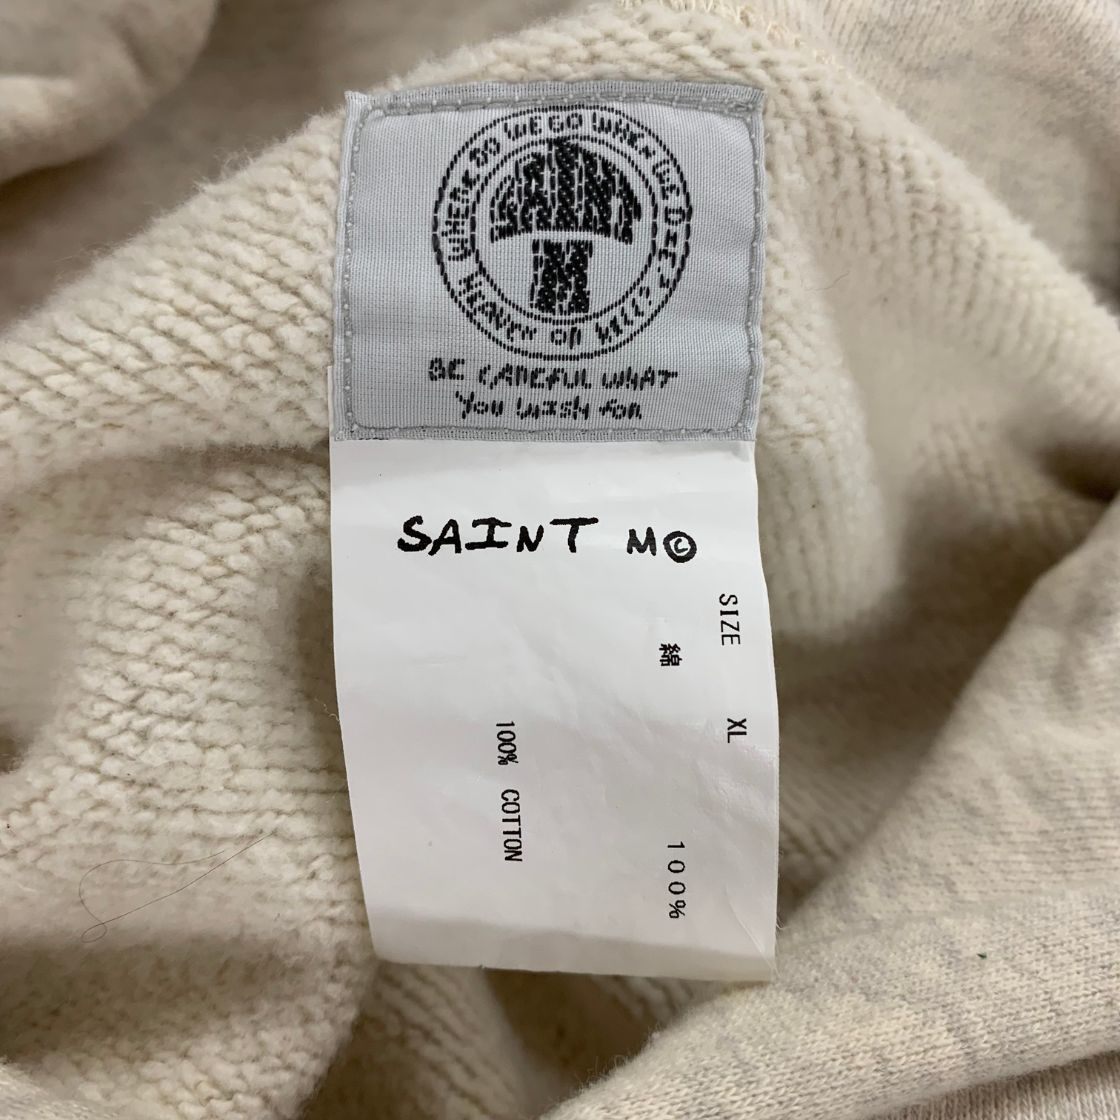 WHERE DO WE GO WHEN WE DIE?
HEAVEN OR HELL?
BE CAREFUL WHAT
YOU WISH FOR
SAINT M©
SIZE XL
綿 100%
100% COTTON